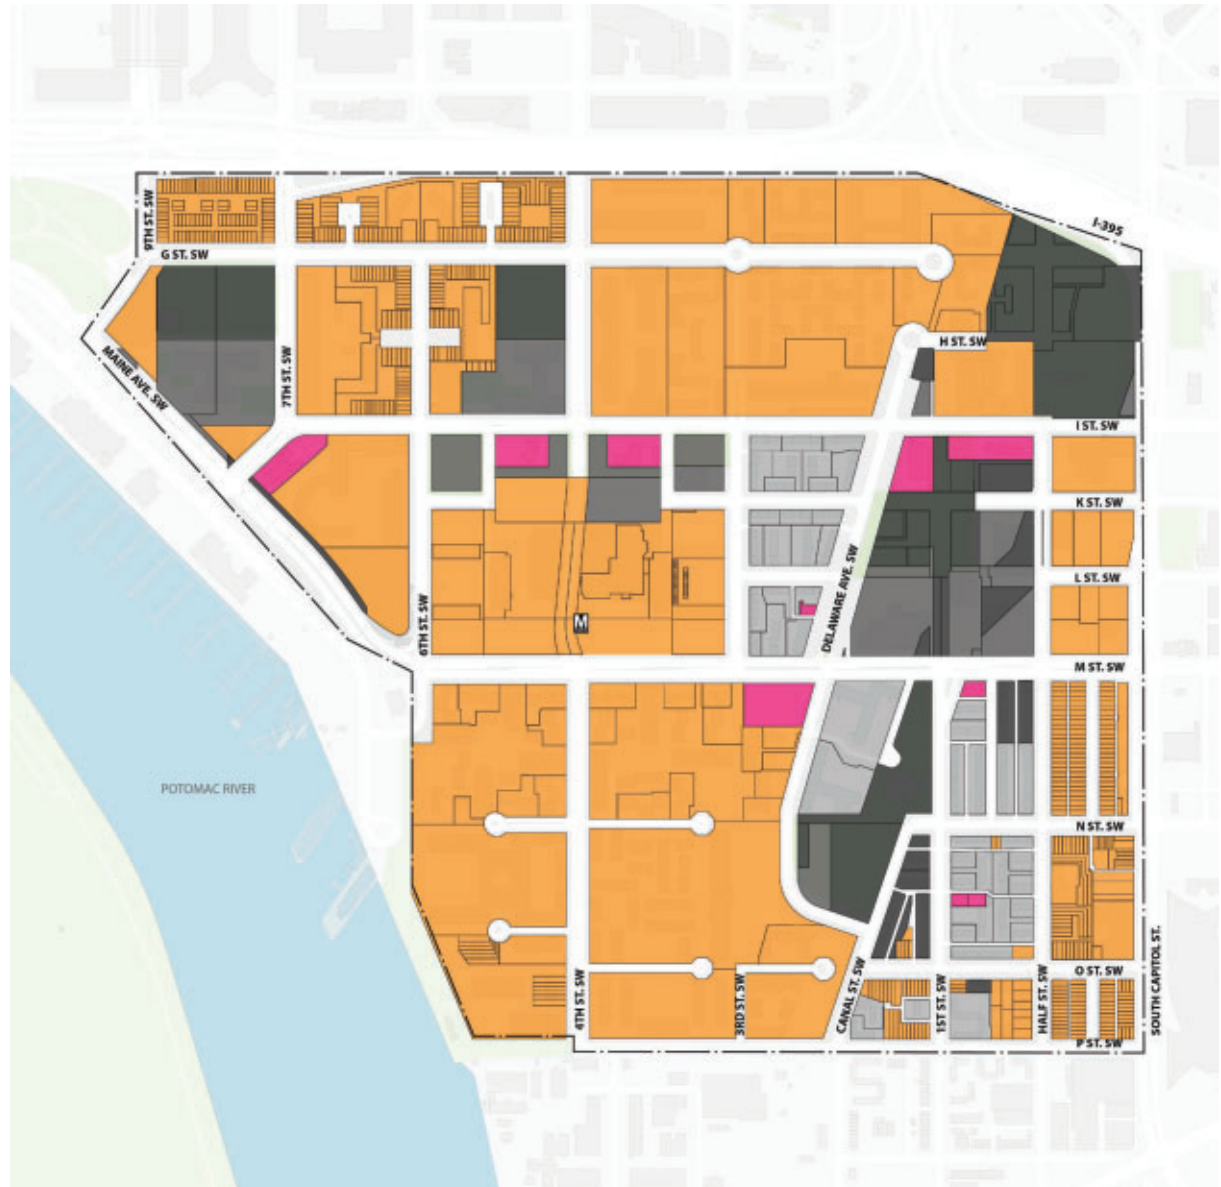 I-395
9TH ST. SW
G ST. SW
H ST. SW
MAINE AVE. SW
7TH ST. SW
I ST. SW
K ST. SW
DELAWARE AVE. SW
L ST. SW
6TH ST. SW
M
M ST. SW
POTOMAC RIVER
N ST. SW
4TH ST. SW
3RD ST. SW
CANAL ST. SW
1ST ST. SW
HALF ST. SW
O ST. SW
SOUTH CAPITOL ST.
P ST. SW